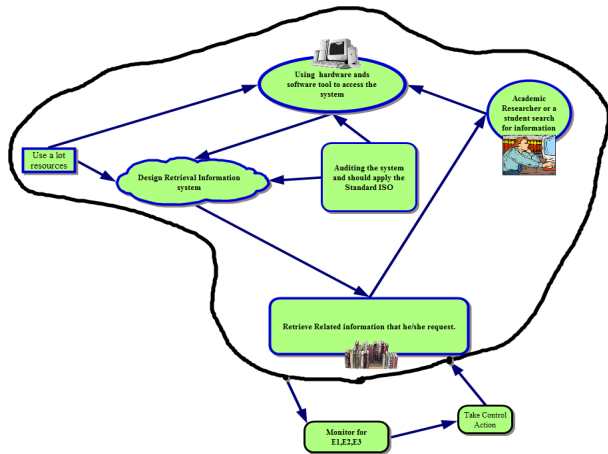 Using hardware ands
software tool to access the
system
Academic
Researcher or a
student search
for information
Use a lot
resources
Design Retrieval Information
system
Auditing the system
and should apply the
Standard ISO
Retrieve Related information that he/she request.
Take Control
Action
Monitor for
E1,E2,E3